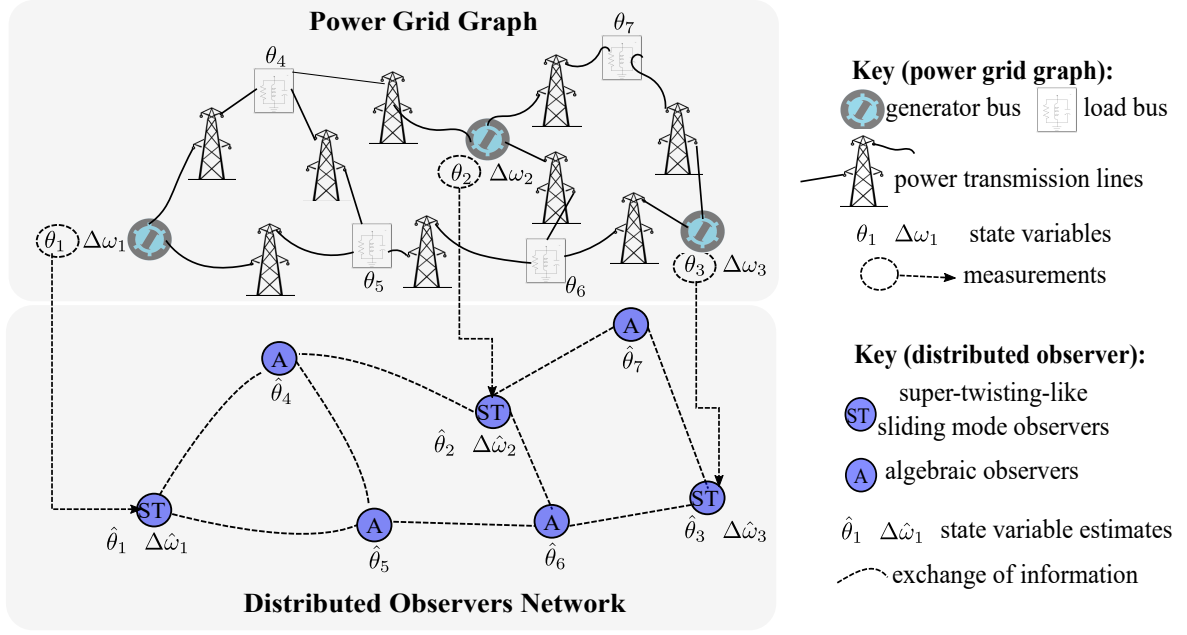 Power Grid Graph
θ₇
θ₄
θ₂ Δω₂
θ₁ Δω₁
θ₅
θ₆
θ₃ Δω₃
A
θ̂₇
A
θ̂₄
ST
θ̂₂ Δω̂₂
ST
θ̂₁ Δω̂₁
A
θ̂₅
A
θ̂₆
ST
θ̂₃ Δω̂₃
Distributed Observers Network
Key (power grid graph):
generator bus load bus
power transmission lines
θ₁ Δω₁ state variables
measurements
Key (distributed observer):
super-twisting-like
ST sliding mode observers
A algebraic observers
θ̂₁ Δω̂₁ state variable estimates
exchange of information